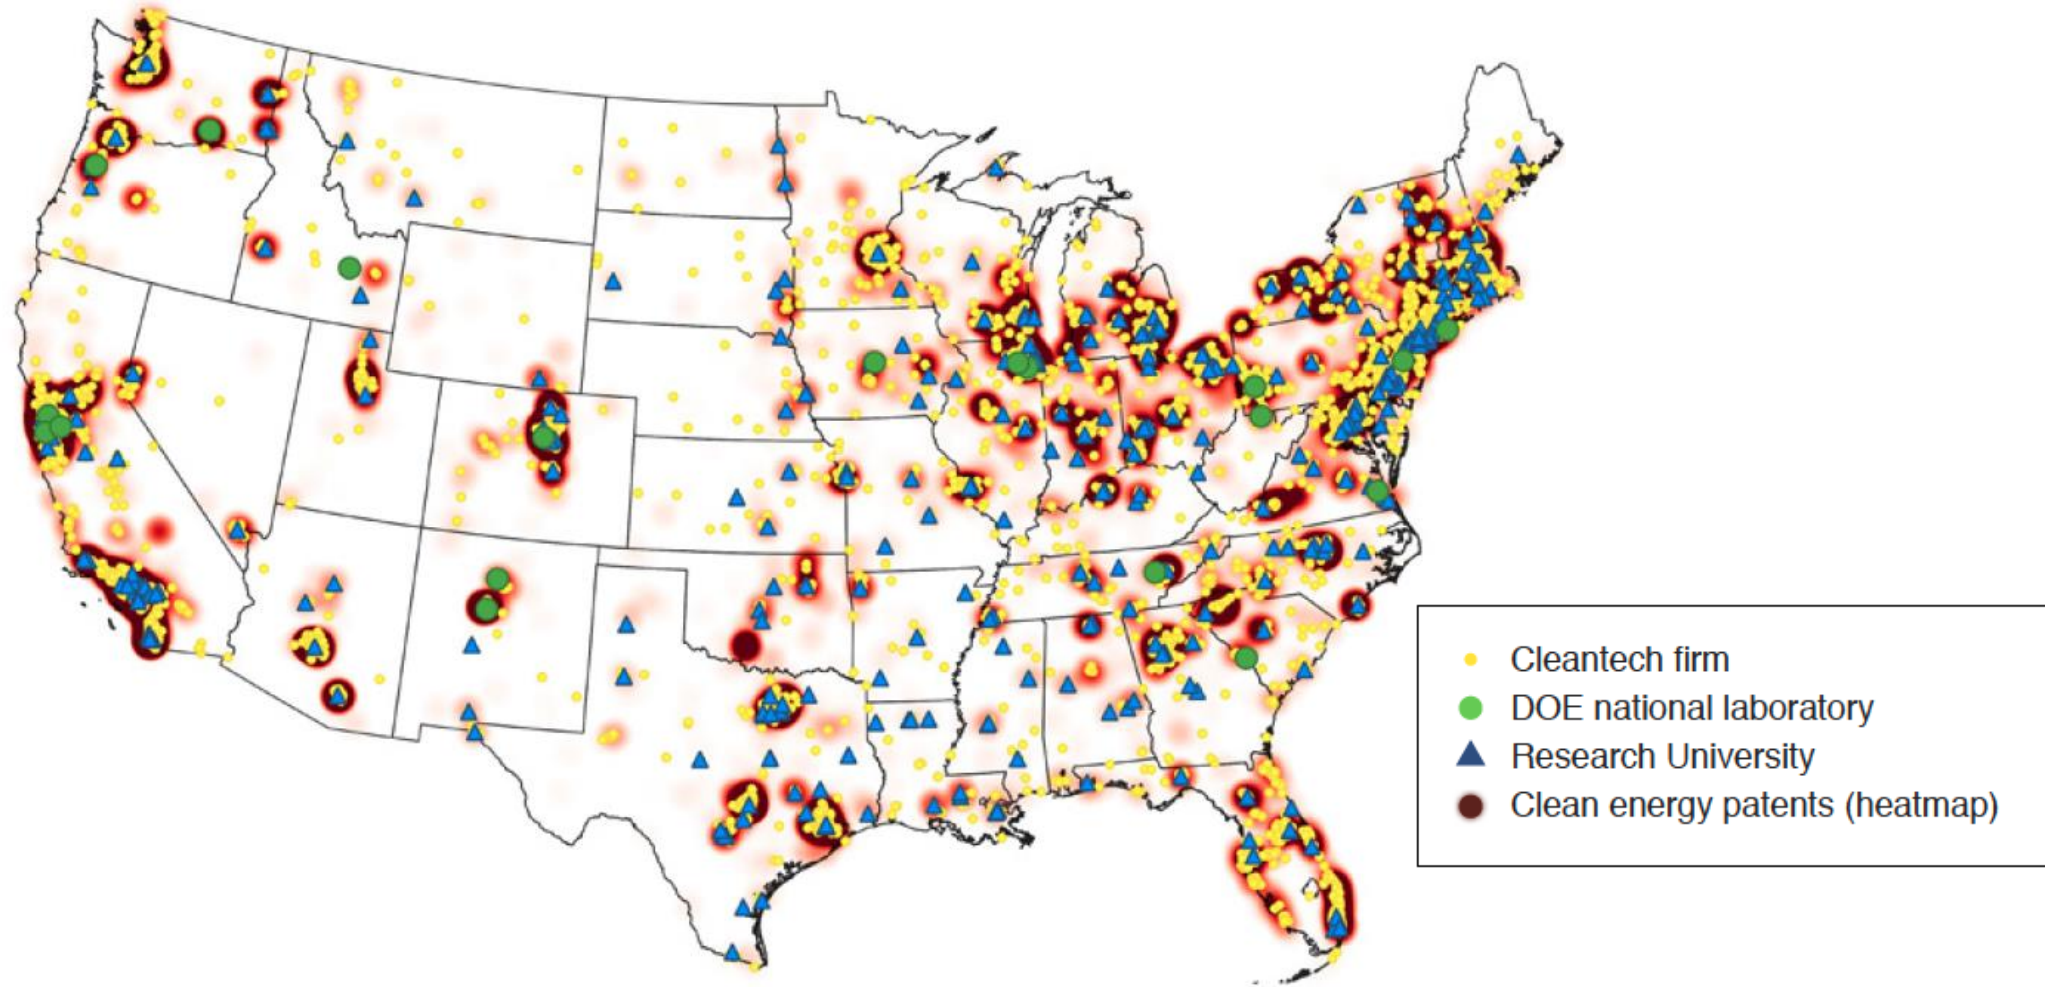 Cleantech firm
DOE national laboratory
Research University
Clean energy patents (heatmap)